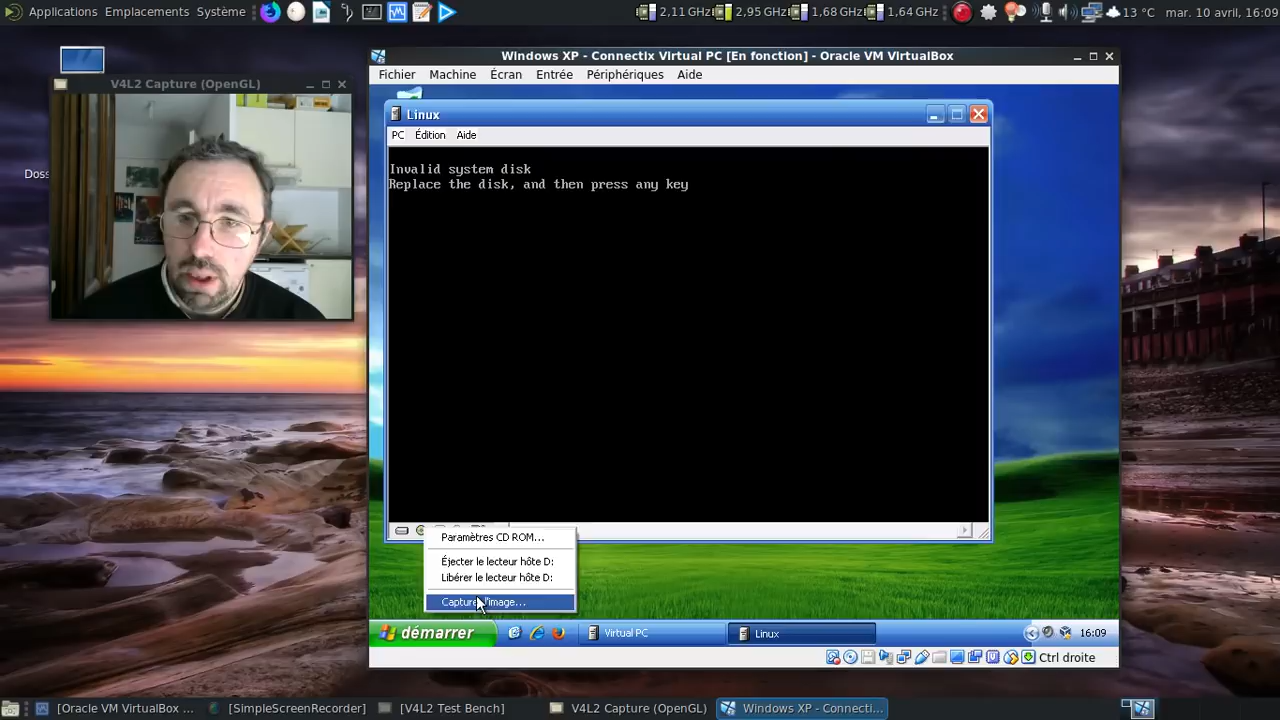 Applications Emplacements Système
2,11 GHz 2,95 GHz 1,68 GHz 1,64 GHz 13 °C mar. 10 avril, 16:09
V4L2 Capture (OpenGL)
Doss
Windows XP - Connectix Virtual PC [En fonction] - Oracle VM VirtualBox
Fichier Machine Écran Entrée Périphériques Aide
Linux
PC Édition Aide
Invalid system disk
Replace the disk, and then press any key
Paramètres CD ROM...
Éjecter le lecteur hôte D:
Libérer le lecteur hôte D:
Capturer l'image...
démarrer Virtual PC Linux 16:09
Ctrl droite
[Oracle VM VirtualBox ... [SimpleScreenRecorder] [V4L2 Test Bench] V4L2 Capture (OpenGL) Windows XP - Connecti...